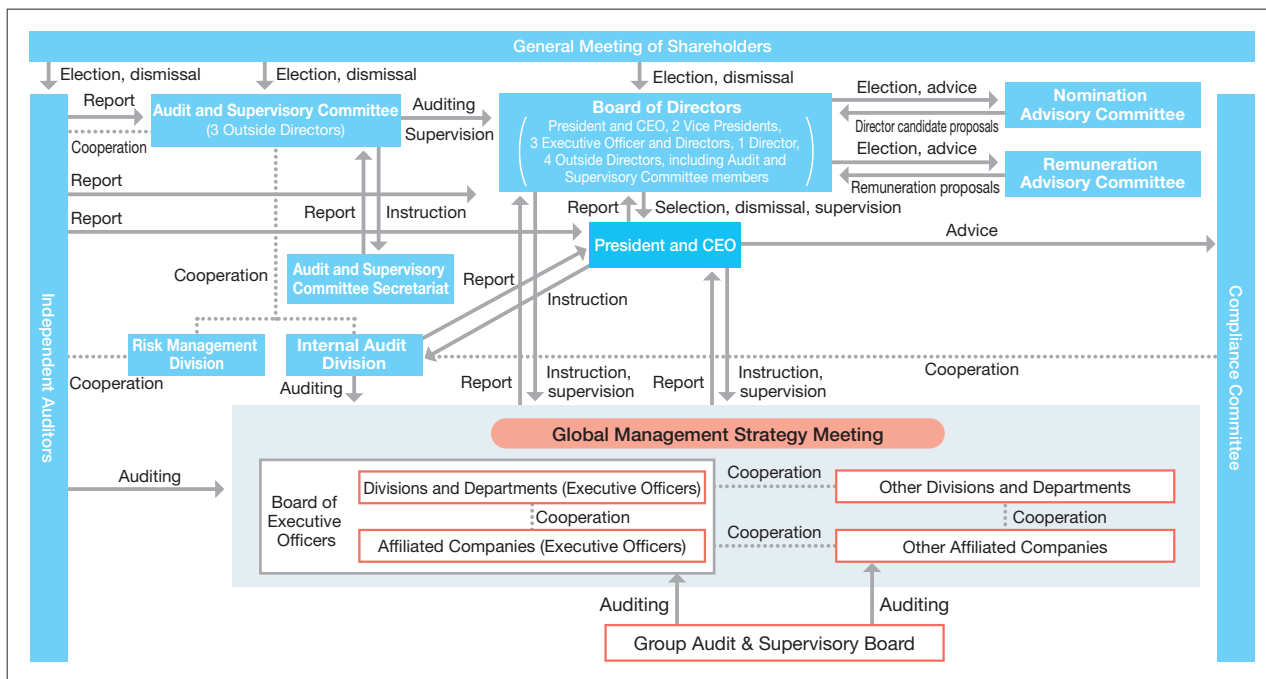 General Meeting of Shareholders
Election, dismissal
Election, dismissal
Election, dismissal
Independent Auditors
Report
Cooperation
Audit and Supervisory Committee
(3 Outside Directors)
Auditing
Supervision
Board of Directors
President and CEO, 2 Vice Presidents,
3 Executive Officer and Directors, 1 Director,
4 Outside Directors, including Audit and
Supervisory Committee members
Election, advice
Director candidate proposals
Nomination
Advisory Committee
Election, advice
Remuneration proposals
Remuneration
Advisory Committee
Compliance Committee
Report
Report
Report
Instruction
Report
Selection, dismissal, supervision
President and CEO
Advice
Cooperation
Audit and Supervisory
Committee Secretariat
Report
Instruction
Risk Management
Division
Internal Audit
Division
Cooperation
Cooperation
Auditing
Report
Instruction,
supervision
Report
Instruction,
supervision
Global Management Strategy Meeting
Auditing
Board of
Executive
Officers
Divisions and Departments (Executive Officers)
Cooperation
Affiliated Companies (Executive Officers)
Cooperation
Cooperation
Other Divisions and Departments
Cooperation
Other Affiliated Companies
Auditing
Auditing
Group Audit & Supervisory Board